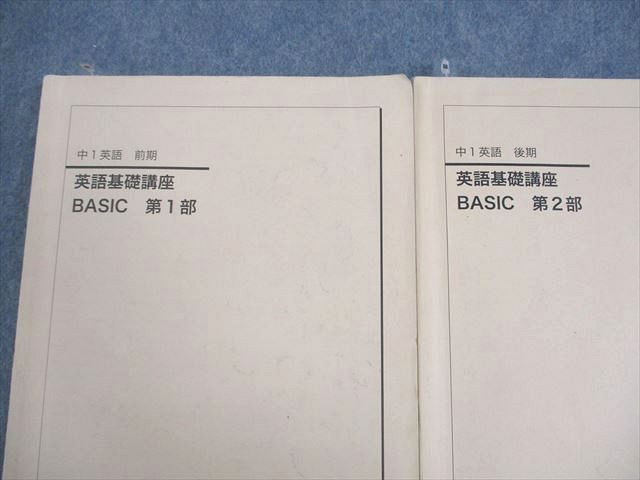 中1英語 前期
英語基礎講座
BASIC 第1部
中1英語 後期
英語基礎講座
BASIC 第2部